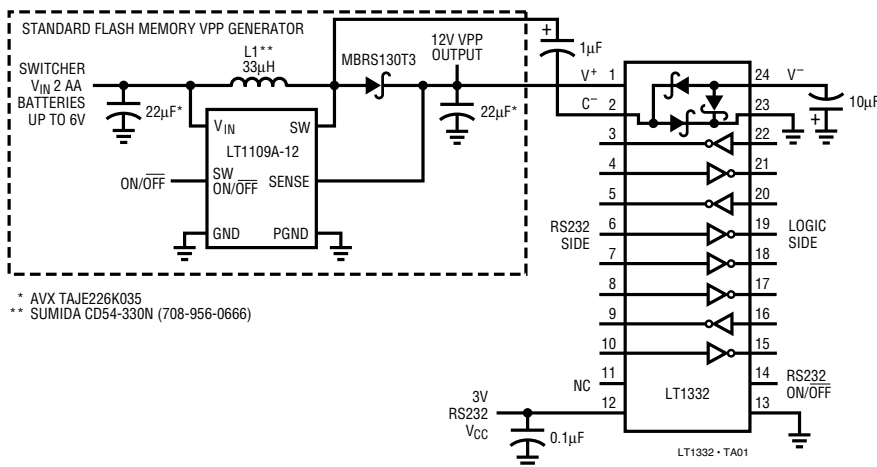 STANDARD FLASH MEMORY VPP GENERATOR
L1**
33µH
MBRS130T3
12V VPP
OUTPUT
SWITCHER
VIN 2 AA
BATTERIES
UP TO 6V
22µF*
22µF*
VIN
SW
LT1109A-12
ON/OFF
SW
ON/OFF
SENSE
GND
PGND
+
1µF
V+ 1
C– 2
3
4
5
6
7
8
9
10
11
12
RS232
SIDE
NC
24 V–
23
22
21
20
19
18
17
16
15
14
13
+
10µF
LOGIC
SIDE
RS232
ON/OFF
LT1332
3V
RS232
VCC
0.1µF
* AVX TAJE226K035
** SUMIDA CD54-330N (708-956-0666)
LT1332 • TA01